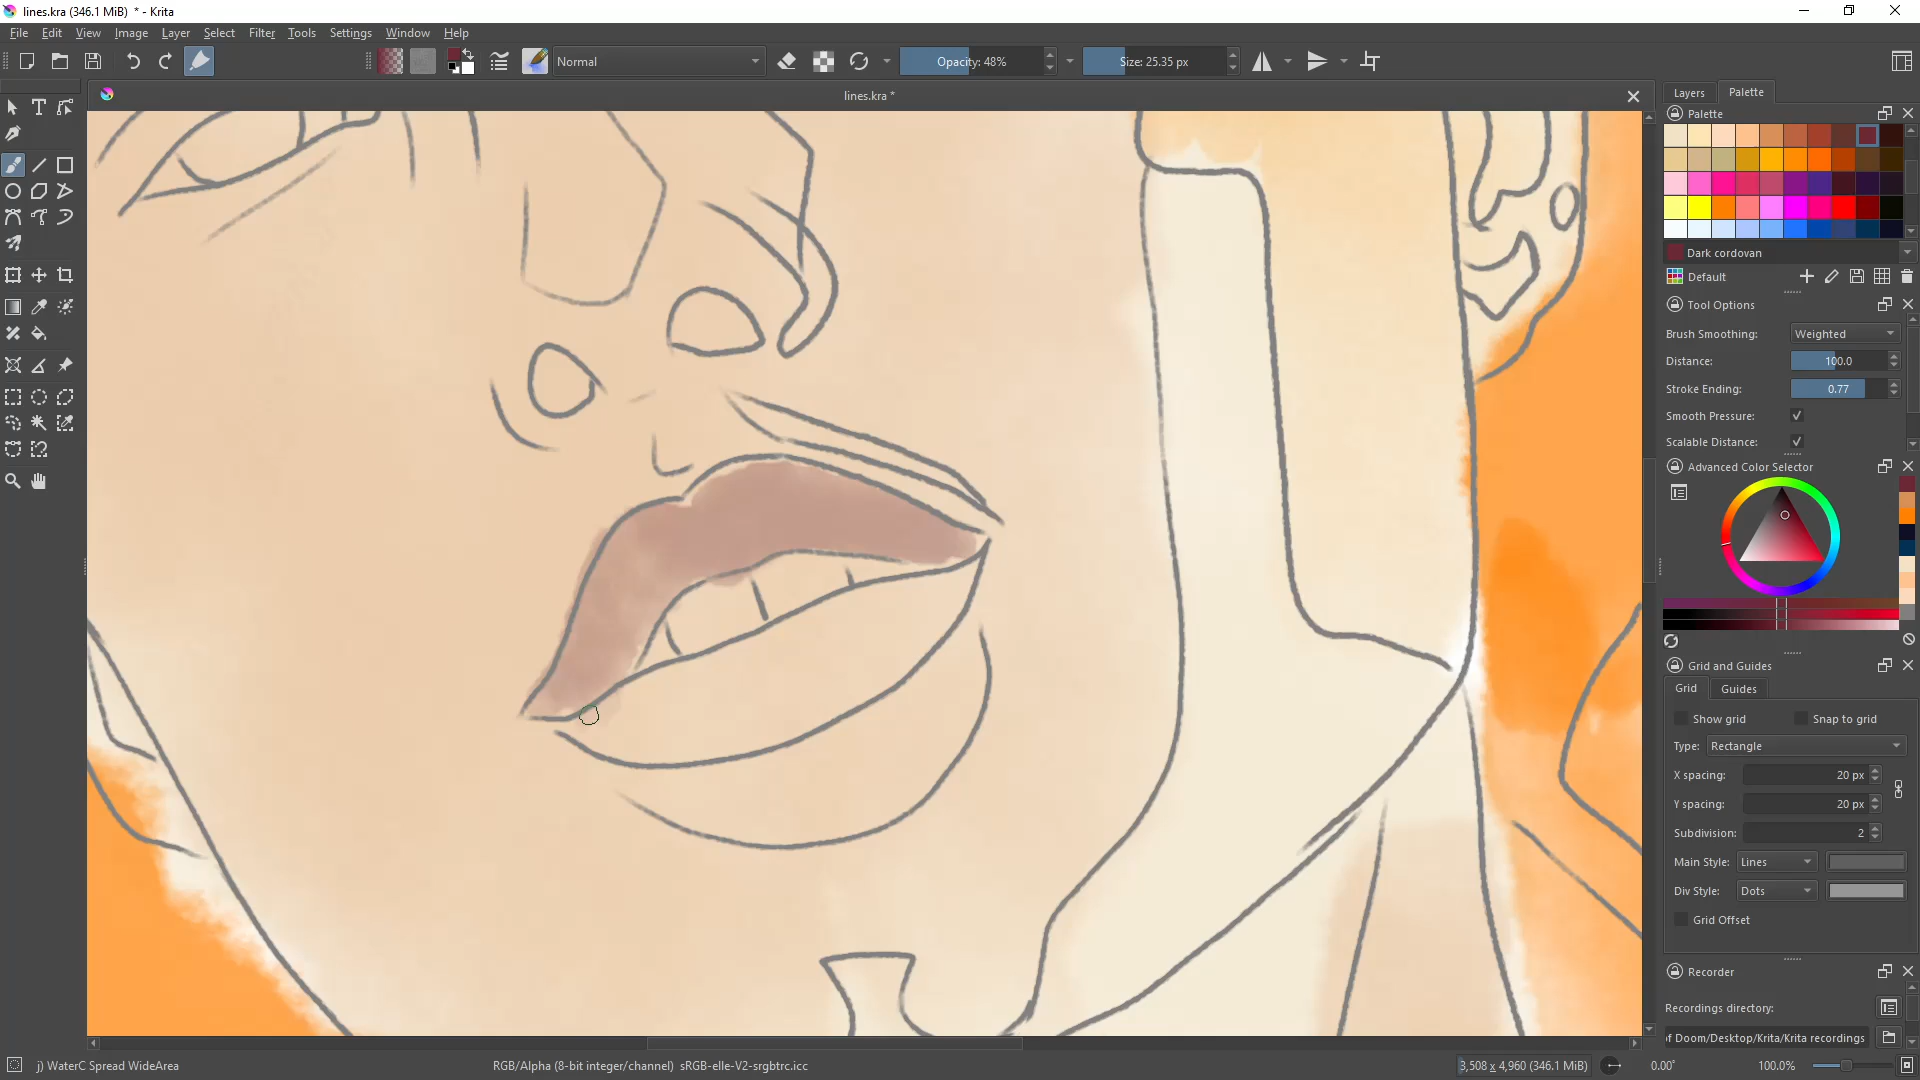 lines.kra (346.1 MiB) * - Krita
File Edit View Image Layer Select Filter Tools Settings Window Help
Normal Opacity: 48% Size: 25.35 px
lines.kra *
Layers Palette
Palette
Dark cordovan
Default
Tool Options
Brush Smoothing: Weighted
Distance: 100.0
Stroke Ending: 0.77
Smooth Pressure:
Scalable Distance:
Advanced Color Selector
Grid and Guides
Grid Guides
Show grid Snap to grid
Type: Rectangle
X spacing: 20 px
Y spacing: 20 px
Subdivision: 2
Main Style: Lines
Div Style: Dots
Grid Offset
Recorder
Recordings directory:
of Doom/Desktop/Krita/Krita recordings
j) WaterC Spread WideArea RGB/Alpha (8-bit integer/channel) sRGB-elle-V2-srgbtrc.icc 3,508 x 4,960 (346.1 MiB) 0.00° 100.0%